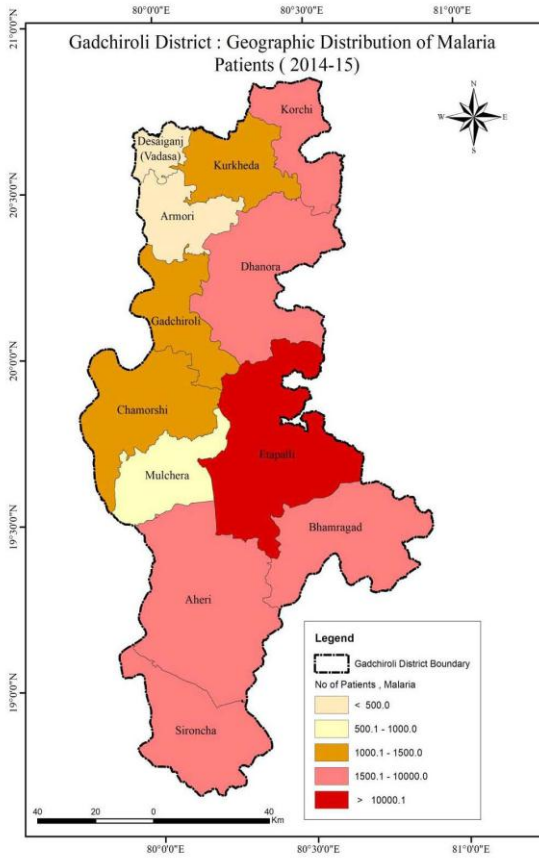 80°0'0"E 80°30'0"E 81°0'0"E
21°0'0"N
Gadchiroli District : Geographic Distribution of Malaria
Patients ( 2014-15)
N
W E
S
Korchi
Desaiganj
(Vadasa)
Kurkheda
20°30'0"N
Armori
Dhanora
Gadchiroli
20°0'0"N
Chamorshi
Etapalli
Mulchera
19°30'0"N
Bhamragad
Aheri
19°0'0"N
Sironcha
Legend
Gadchiroli District Boundary
No of Patients , Malaria
< 500.0
500.1 - 1000.0
1000.1 - 1500.0
1500.1 - 10000.0
> 10000.1
40 20 0 40
Km
80°0'0"E 80°30'0"E 81°0'0"E